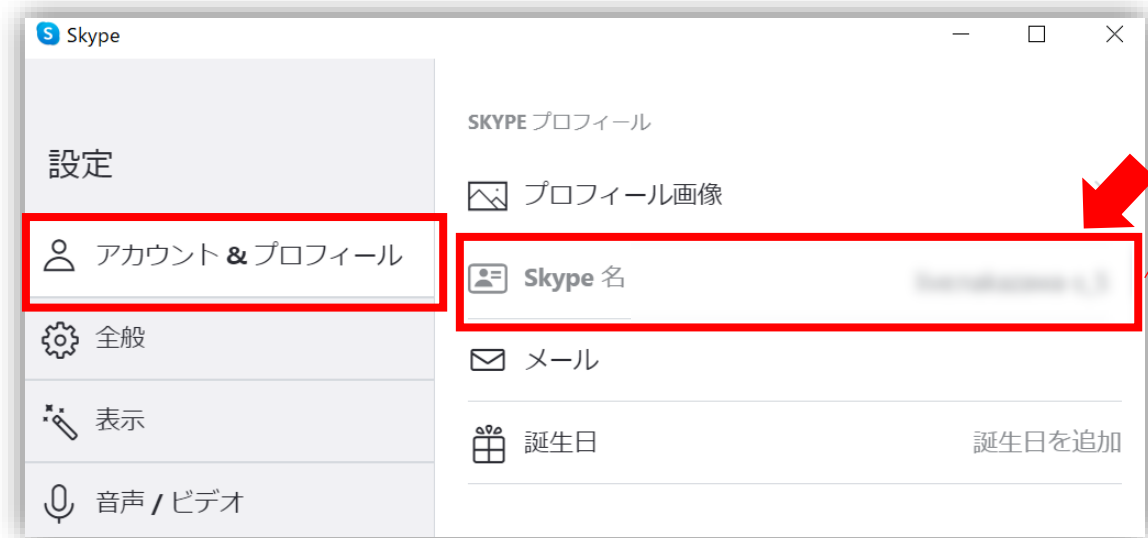 Skype
設定
アカウント & プロフィール
全般
表示
音声 / ビデオ
SKYPE プロフィール
プロフィール画像
Skype 名
メール
誕生日
誕生日を追加